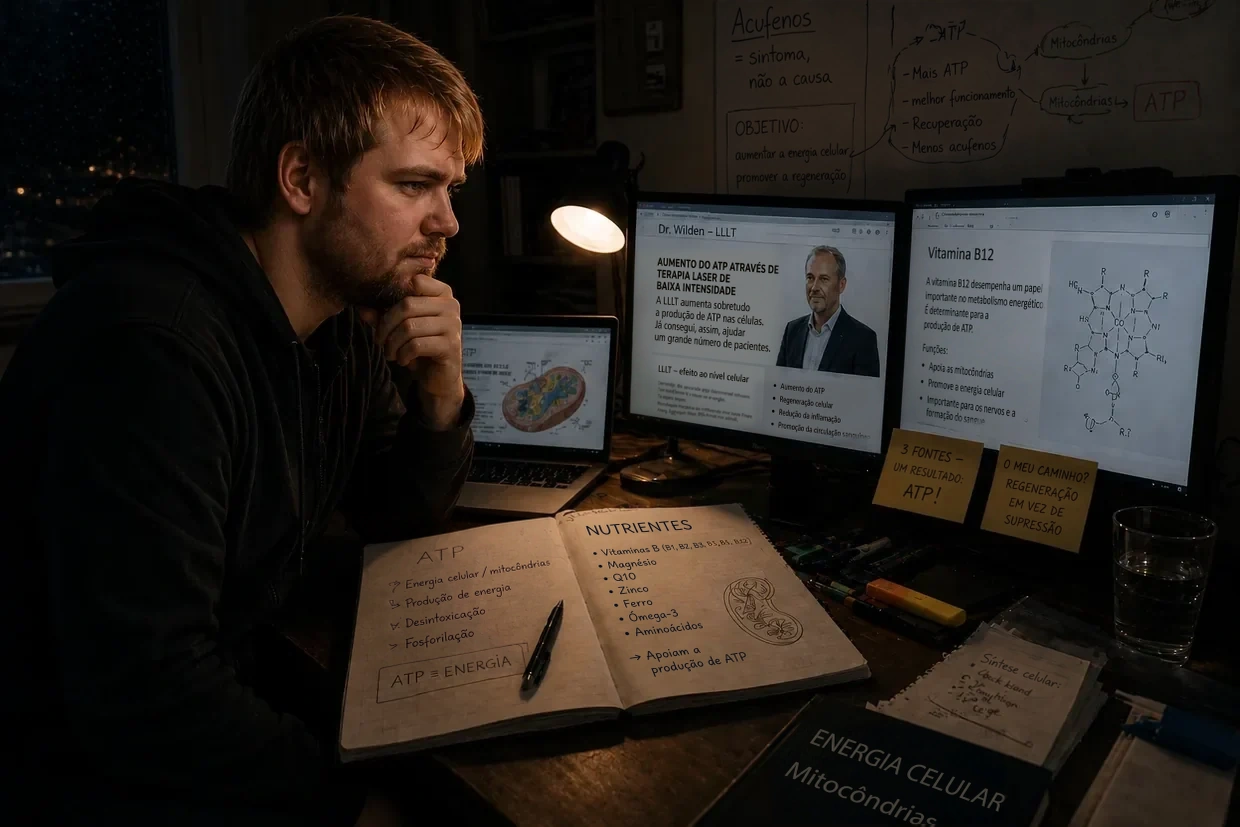 Acufenos
= sintoma,
não a causa
OBJETIVO:
aumentar a energia celular
promover a regeneração
ATP
- Mais ATP
- melhor funcionamento
- Recuperação
- Menos acufenos
Mitocôndrias
Mitocôndrias
ATP
Dr. Wilden – LLLT
AUMENTO DO ATP ATRAVÉS DE
TERAPIA LASER DE
BAIXA INTENSIDADE
A LLLT aumenta sobretudo
a produção de ATP nas células.
Já consegui, assim, ajudar
um grande número de pacientes.
LLLT – efeito ao nível celular
• Aumento do ATP
• Regeneração celular
• Redução da inflamação
• Promoção da circulação
Vitamina B12
A vitamina B12 desempenha um papel
importante no metabolismo energético
É determinante para a
produção de ATP.
Funções:
• Apoia as mitocôndrias
• Promove a energia celular
• Importante para os nervos e a
formação do sangue
Co
3 FONTES –
UM RESULTADO:
ATP!
O MEU CAMINHO?
REGENERAÇÃO
EM VEZ DE
SUPRESSÃO
ATP
Energia celular / mitocôndrias
Produção de energia
Desintoxicação
Fosforilação
ATP = ENERGIA
NUTRIENTES
• Vitaminas B (B1, B2, B3, B5, B12)
• Magnésio
• Q10
• Zinco
• Ferro
• Ómega-3
• Aminoácidos
→ Apoiam a
produção de ATP
Síntese celular:
ENERGIA CELULAR
Mitocôndrias